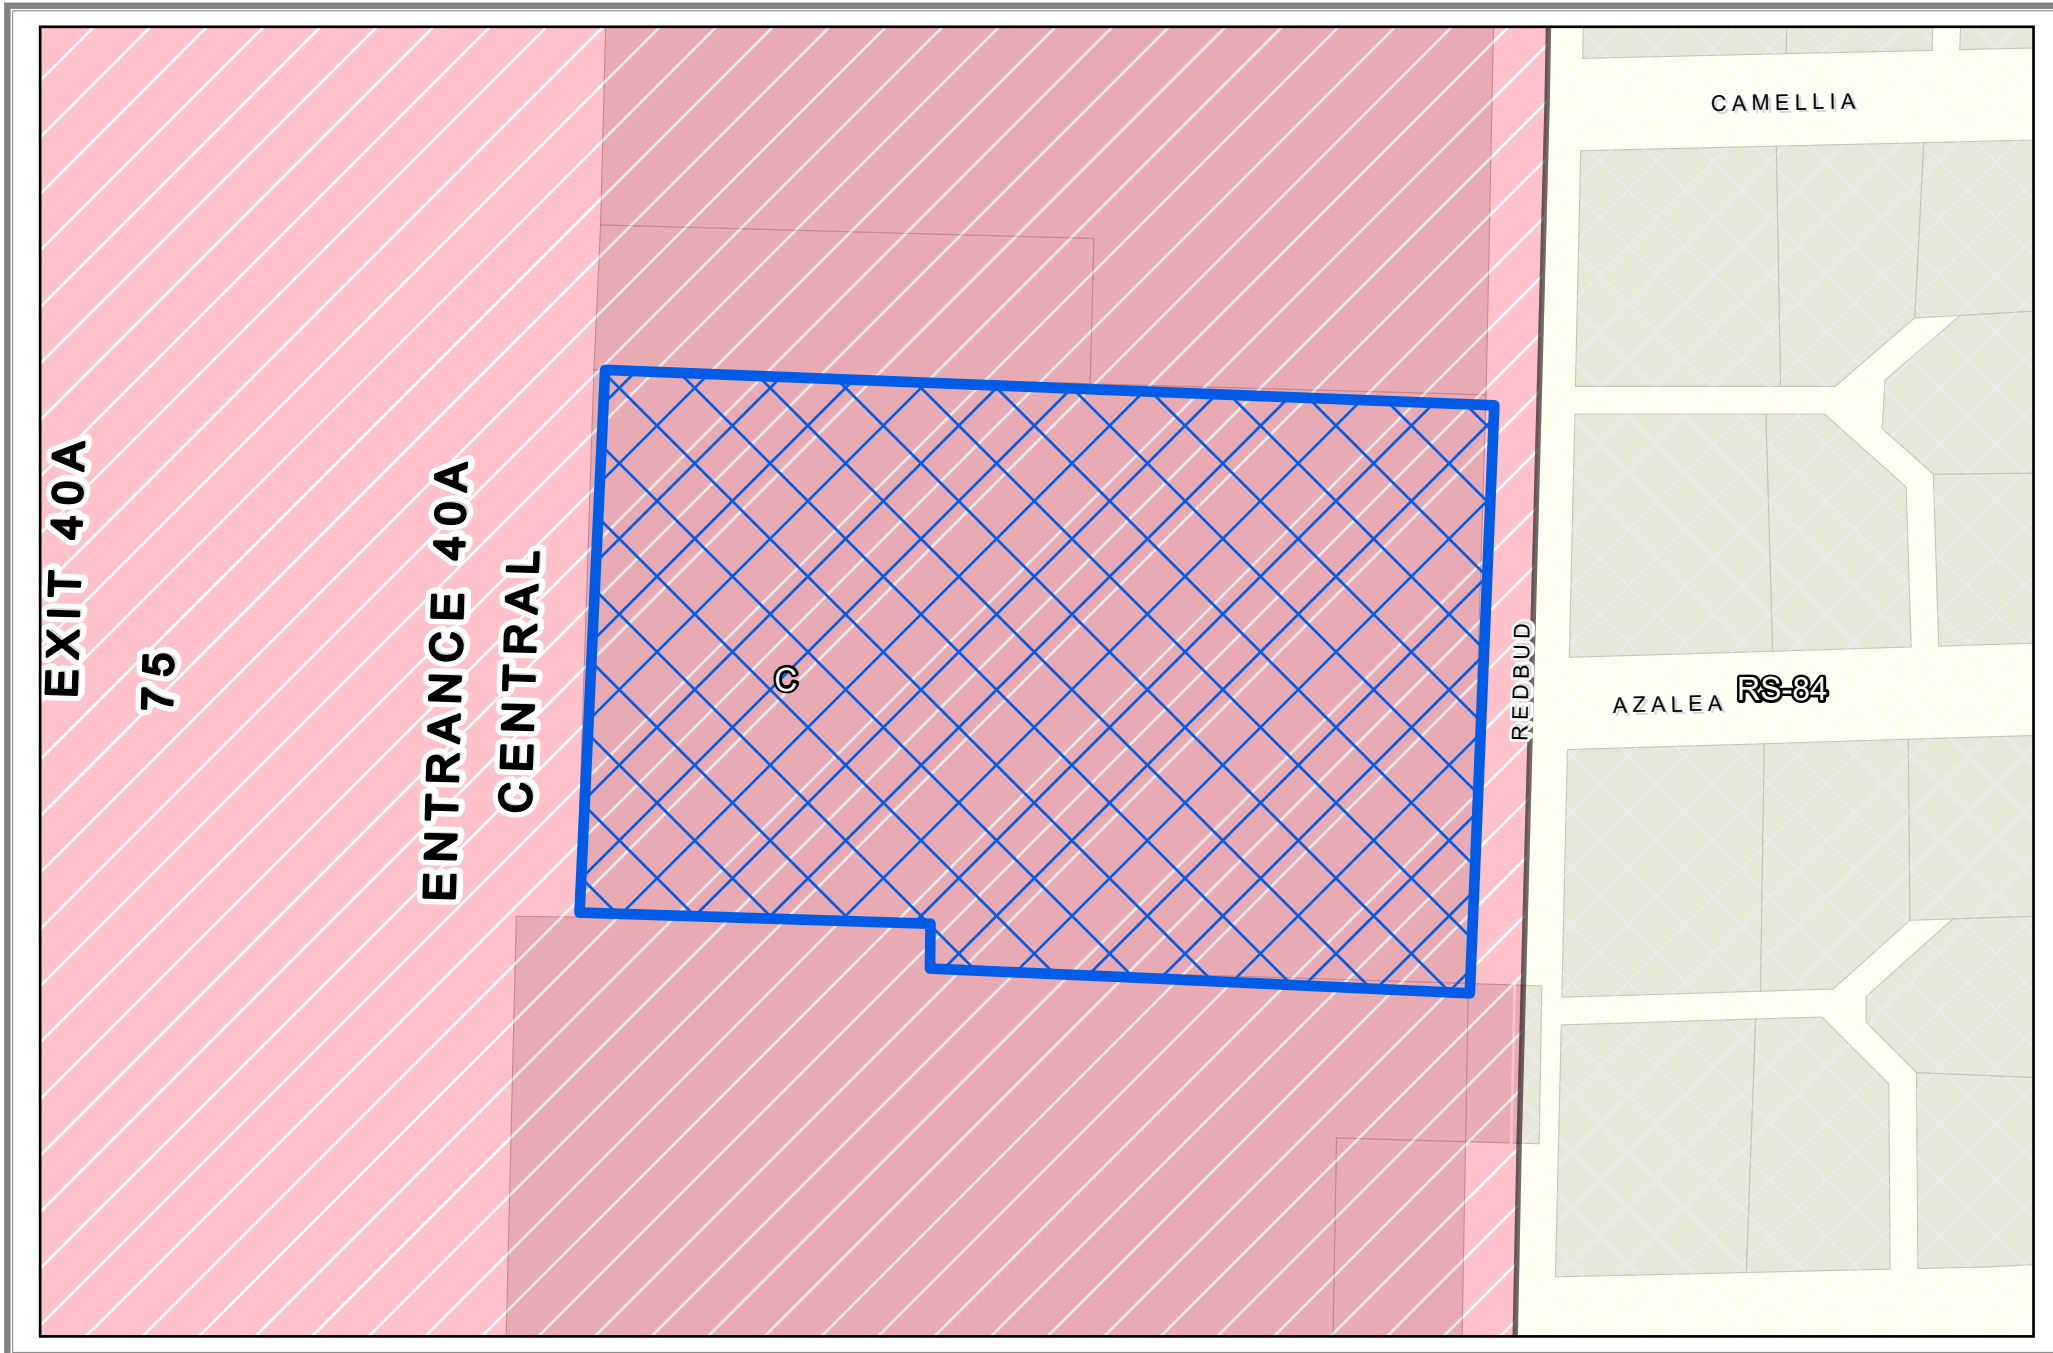 CAMELLIA
EXIT 40A
75
ENTRANCE 40A
CENTRAL
C
REDBUD
AZALEA
RS-84